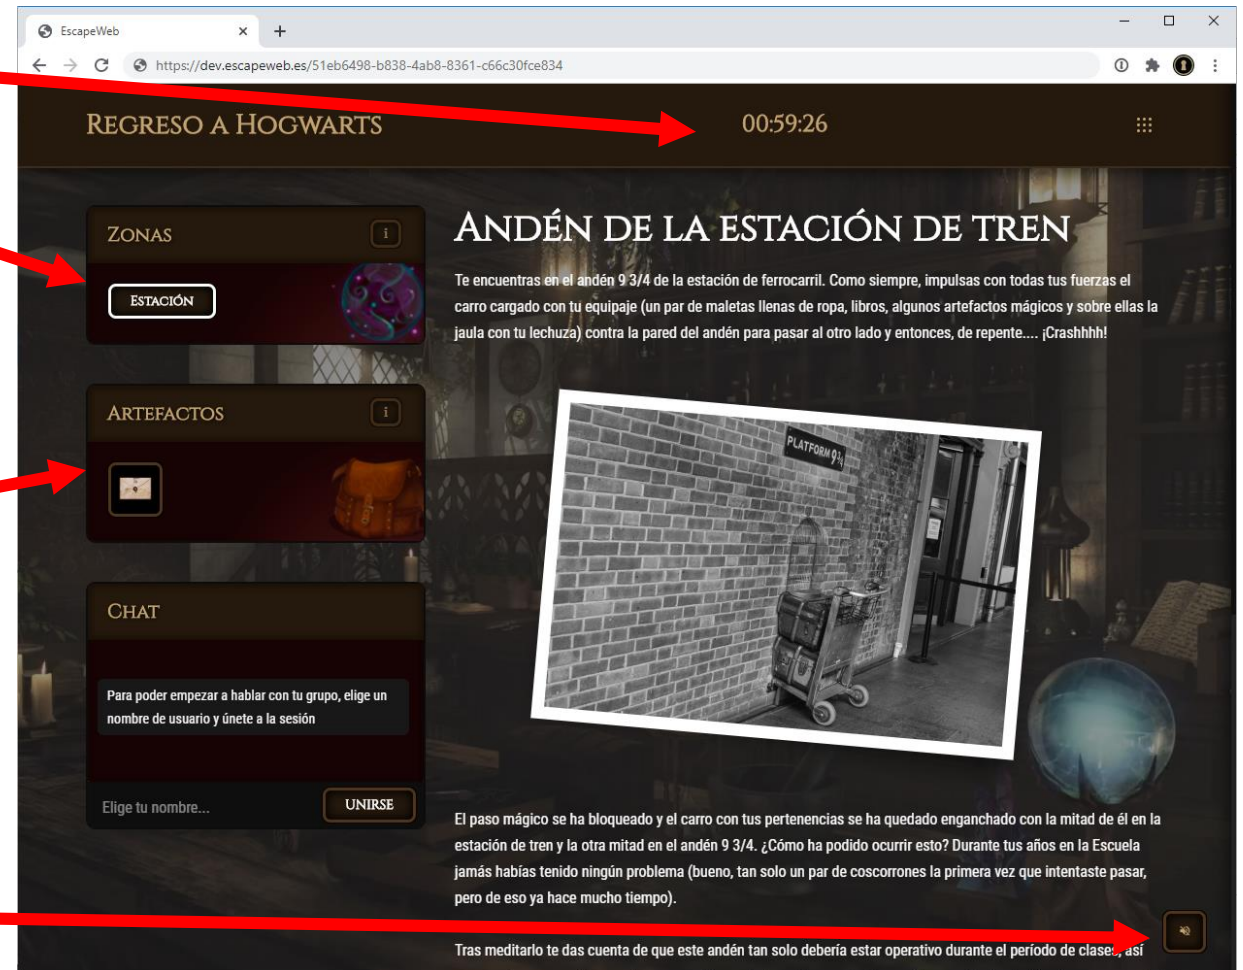 EscapeWeb
https://dev.escapeweb.es/51eb6498-b838-4ab8-8361-c66c30fce834
Regreso a Hogwarts
00:59:26
Zonas
i
Estación
Artefactos
i
Chat
Para poder empezar a hablar con tu grupo, elige un
nombre de usuario y únete a la sesión
Elige tu nombre...
Unirse
Andén de la estación de tren
Te encuentras en el andén 9 3/4 de la estación de ferrocarril. Como siempre, impulsas con todas tus fuerzas el
carro cargado con tu equipaje (un par de maletas llenas de ropa, libros, algunos artefactos mágicos y sobre ellas la
jaula con tu lechuza) contra la pared del andén para pasar al otro lado y entonces, de repente.... ¡Crashhhh!
PLATFORM 9¾
El paso mágico se ha bloqueado y el carro con tus pertenencias se ha quedado enganchado con la mitad de él en la
estación de tren y la otra mitad en el andén 9 3/4. ¿Cómo ha podido ocurrir esto? Durante tus años en la Escuela
jamás habías tenido ningún problema (bueno, tan solo un par de coscorrones la primera vez que intentaste pasar,
pero de eso ya hace mucho tiempo).
Tras meditarlo te das cuenta de que este andén tan solo debería estar operativo durante el período de clases, así